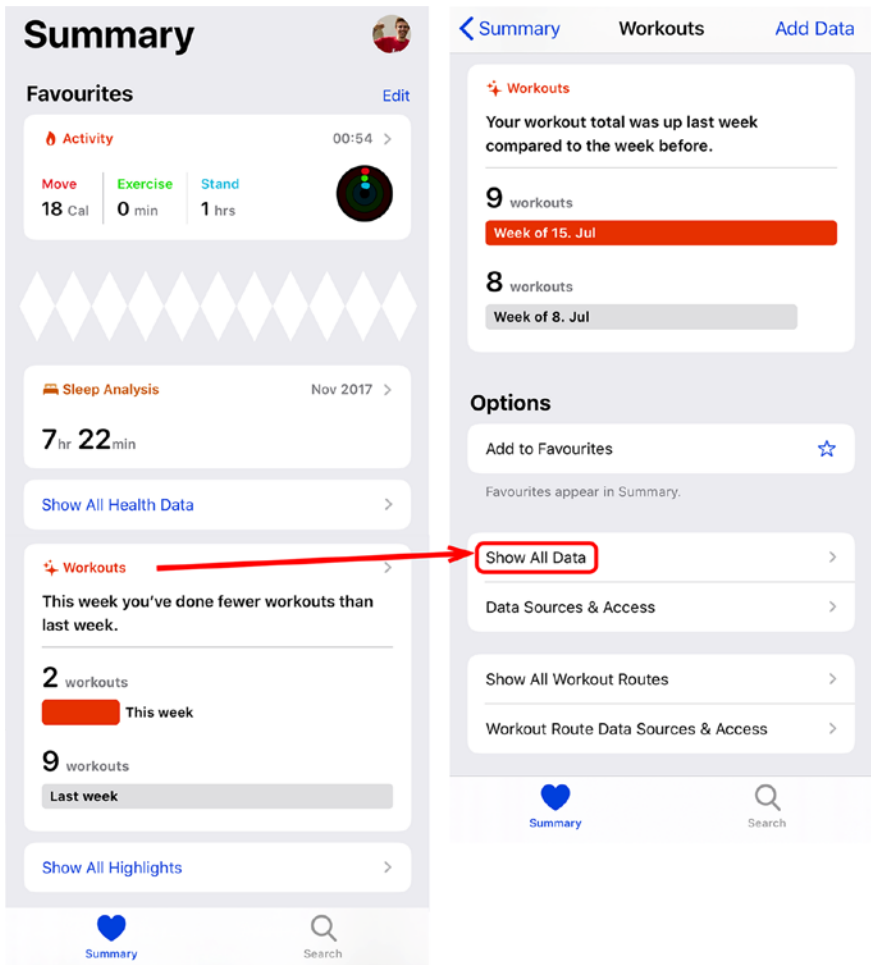 Summary
Favourites
Edit
Activity
00:54
Move
Exercise
Stand
18 Cal
0 min
1 hrs
Sleep Analysis
Nov 2017
7hr 22min
Show All Health Data
Workouts
This week you've done fewer workouts than
last week.
2 workouts
This week
9 workouts
Last week
Show All Highlights
Summary
Search
Summary
Workouts
Add Data
Workouts
Your workout total was up last week
compared to the week before.
9 workouts
Week of 15. Jul
8 workouts
Week of 8. Jul
Options
Add to Favourites
Favourites appear in Summary.
Show All Data
Data Sources & Access
Show All Workout Routes
Workout Route Data Sources & Access
Summary
Search